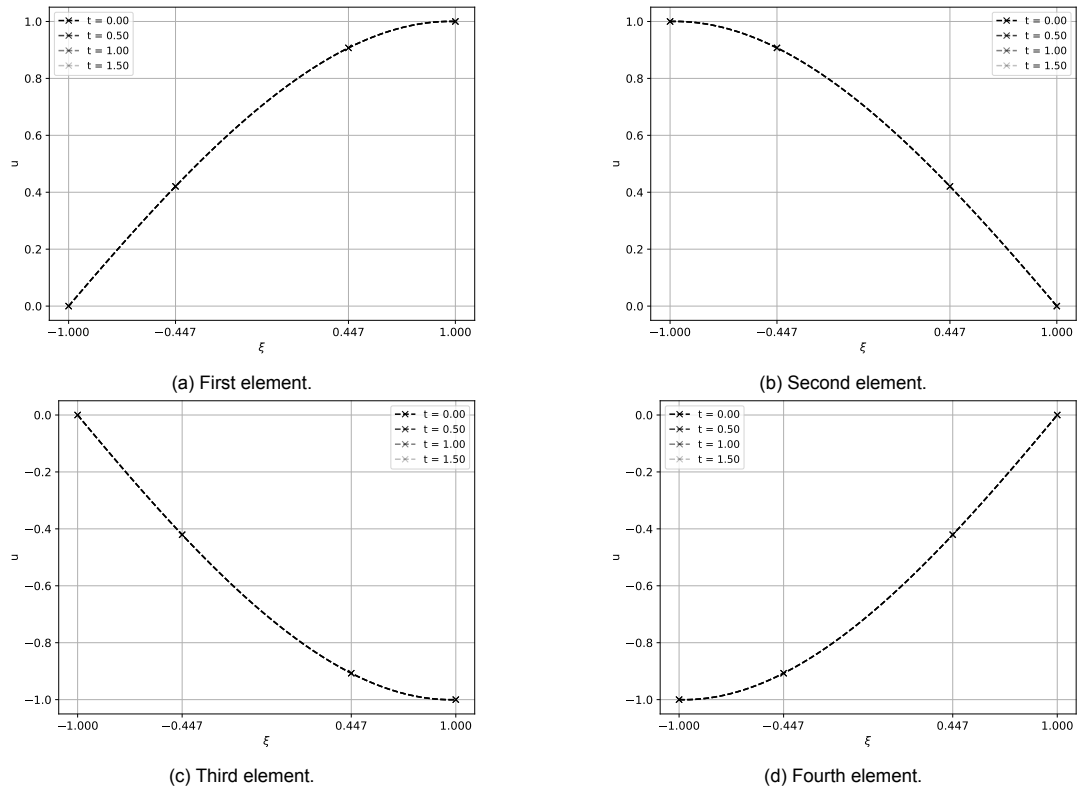 1.0
0.8
0.6
0.4
0.2
0.0
u
t = 0.00
t = 0.50
t = 1.00
t = 1.50
−1.000 −0.447 0.447 1.000
ξ
(a) First element.
1.0
0.8
0.6
0.4
0.2
0.0
u
t = 0.00
t = 0.50
t = 1.00
t = 1.50
−1.000 −0.447 0.447 1.000
ξ
(b) Second element.
0.0
−0.2
−0.4
−0.6
−0.8
−1.0
u
t = 0.00
t = 0.50
t = 1.00
t = 1.50
−1.000 −0.447 0.447 1.000
ξ
(c) Third element.
0.0
−0.2
−0.4
−0.6
−0.8
−1.0
u
t = 0.00
t = 0.50
t = 1.00
t = 1.50
−1.000 −0.447 0.447 1.000
ξ
(d) Fourth element.